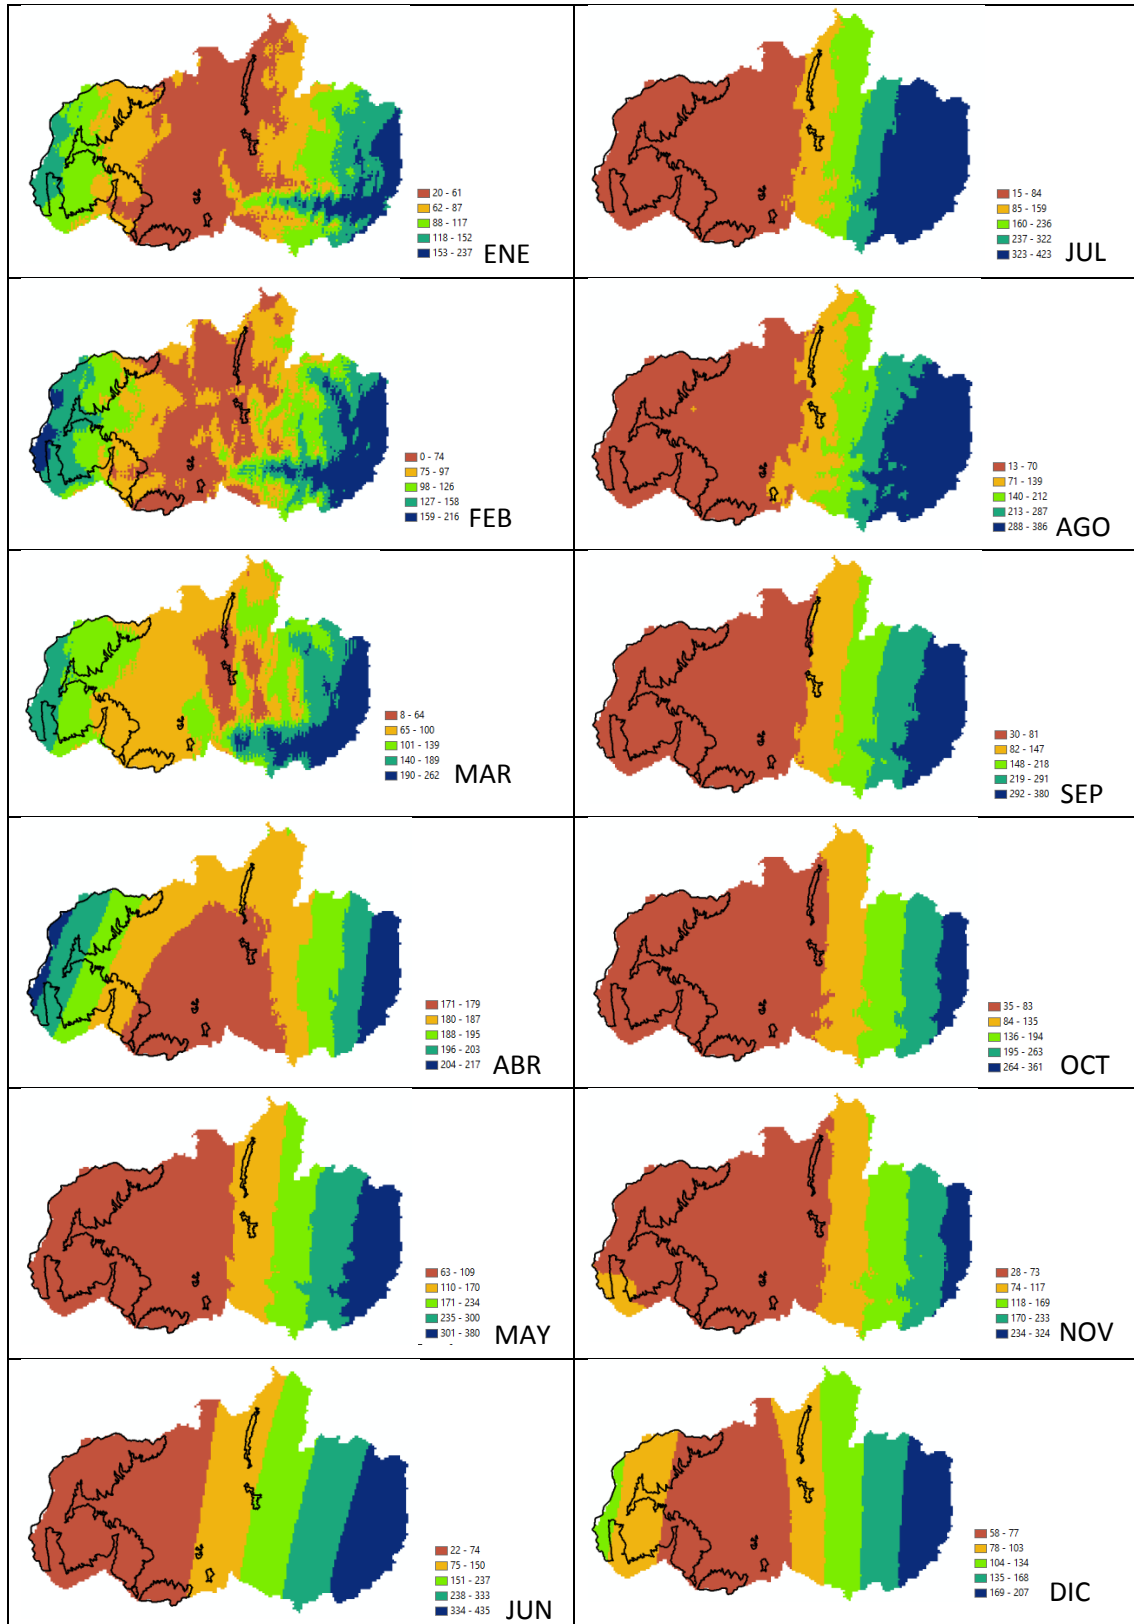 20 - 61
62 - 87
88 - 117
118 - 152
153 - 237
ENE
15 - 84
85 - 159
160 - 236
237 - 322
323 - 423
JUL
0 - 74
75 - 97
98 - 126
127 - 158
159 - 216
FEB
13 - 70
71 - 139
140 - 212
213 - 287
288 - 386
AGO
8 - 64
65 - 100
101 - 139
140 - 189
190 - 262
MAR
30 - 81
82 - 147
148 - 218
219 - 291
292 - 380
SEP
171 - 179
180 - 187
188 - 195
196 - 203
204 - 217
ABR
35 - 83
84 - 135
136 - 194
195 - 263
264 - 361
OCT
63 - 109
110 - 170
171 - 234
235 - 300
301 - 380
MAY
28 - 73
74 - 117
118 - 169
170 - 233
234 - 324
NOV
22 - 74
75 - 150
151 - 237
238 - 333
334 - 435
JUN
58 - 77
78 - 103
104 - 134
135 - 168
169 - 207
DIC